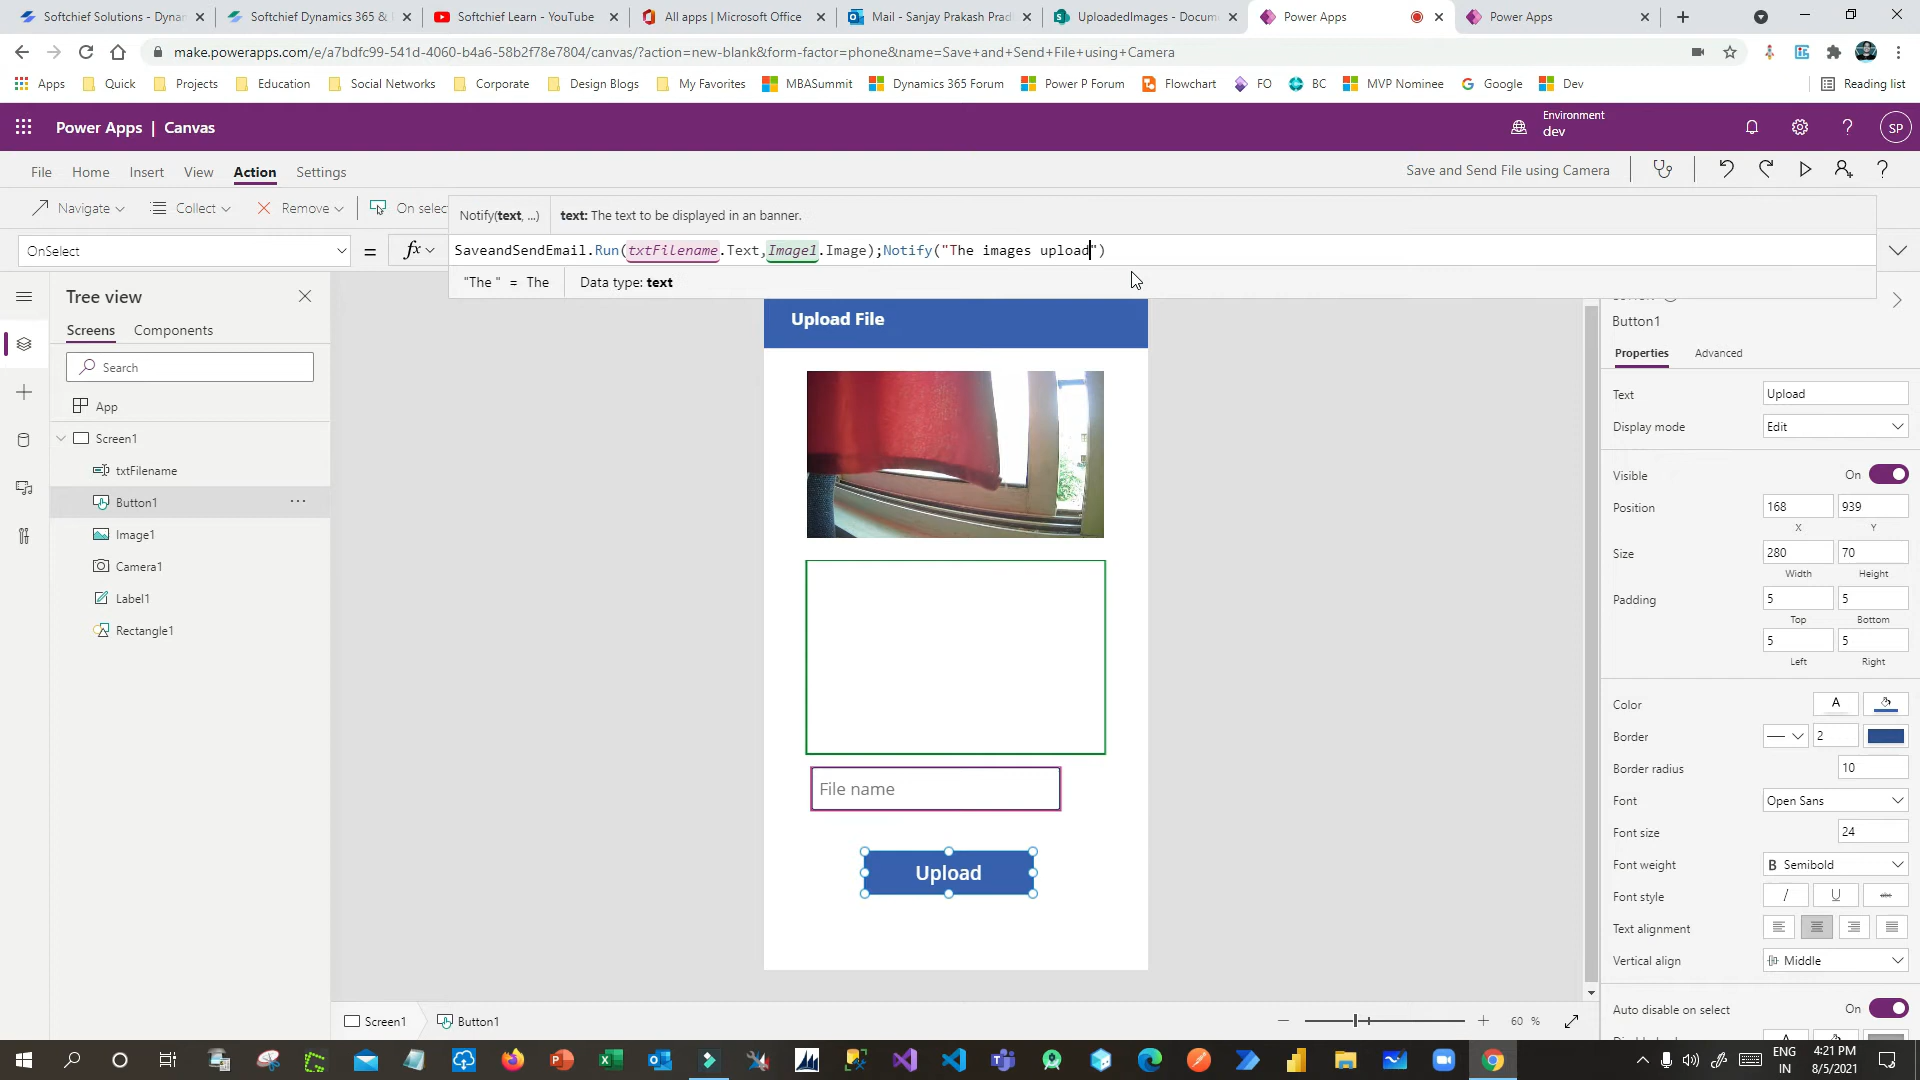 Softchief Solutions - Dynam
Softchief Dynamics 365 &
Softchief Learn - YouTube
All apps | Microsoft Office
Mail - Sanjay Prakash Prad
UploadedImages - Docum
Power Apps
Power Apps
make.powerapps.com/e/a7bdfc99-541d-4060-b4a6-58b2f78e7804/canvas/?action=new-blank&form-factor=phone&name=Save+and+Send+File+using+Camera
Apps Quick Projects Education Social Networks Corporate Design Blogs My Favorites MBASummit Dynamics 365 Forum Power P Forum Flowchart FO BC MVP Nominee Google Dev Reading list
Power Apps | Canvas
Environment
dev
SP
File Home Insert View Action Settings
Save and Send File using Camera
Navigate Collect Remove On selec
Notify(text, ...) text: The text to be displayed in an banner.
OnSelect = fx SaveandSendEmail.Run(txtFilename.Text,Image1.Image);Notify("The images upload")
"The " = The Data type: text
Tree view
Screens Components
Search
App
Screen1
txtFilename
Button1
Image1
Camera1
Label1
Rectangle1
Upload File
File name
Upload
Button1
Properties Advanced
Text Upload
Display mode Edit
Visible On
Position 168 939
X Y
Size 280 70
Width Height
Padding 5 5
Top Bottom
5 5
Left Right
Color A
Border 2
Border radius 10
Font Open Sans
Font size 24
Font weight B Semibold
Font style / U
Text alignment
Vertical align Middle
Auto disable on select On
Screen1 Button1
60 %
ENG
IN
4:21 PM
8/5/2021